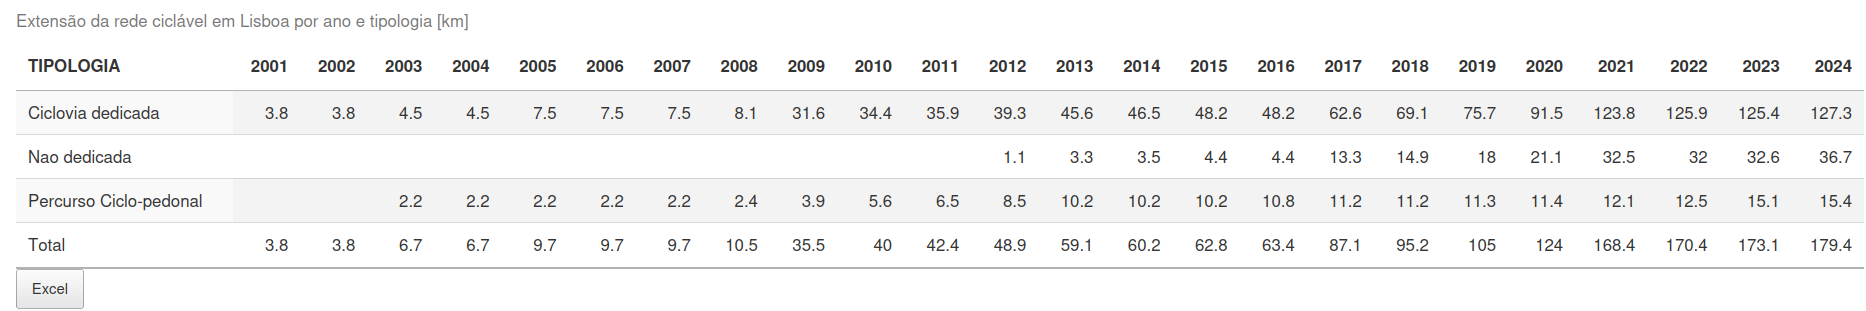 Extensão da rede ciclável em Lisboa por ano e tipologia [km]
TIPOLOGIA 2001 2002 2003 2004 2005 2006 2007 2008 2009 2010 2011 2012 2013 2014 2015 2016 2017 2018 2019 2020 2021 2022 2023 2024
Ciclovia dedicada 3.8 3.8 4.5 4.5 7.5 7.5 7.5 8.1 31.6 34.4 35.9 39.3 45.6 46.5 48.2 48.2 62.6 69.1 75.7 91.5 123.8 125.9 125.4 127.3
Nao dedicada 1.1 3.3 3.5 4.4 4.4 13.3 14.9 18 21.1 32.5 32 32.6 36.7
Percurso Ciclo-pedonal 2.2 2.2 2.2 2.2 2.2 2.4 3.9 5.6 6.5 8.5 10.2 10.2 10.2 10.8 11.2 11.2 11.3 11.4 12.1 12.5 15.1 15.4
Total 3.8 3.8 6.7 6.7 9.7 9.7 9.7 10.5 35.5 40 42.4 48.9 59.1 60.2 62.8 63.4 87.1 95.2 105 124 168.4 170.4 173.1 179.4
Excel